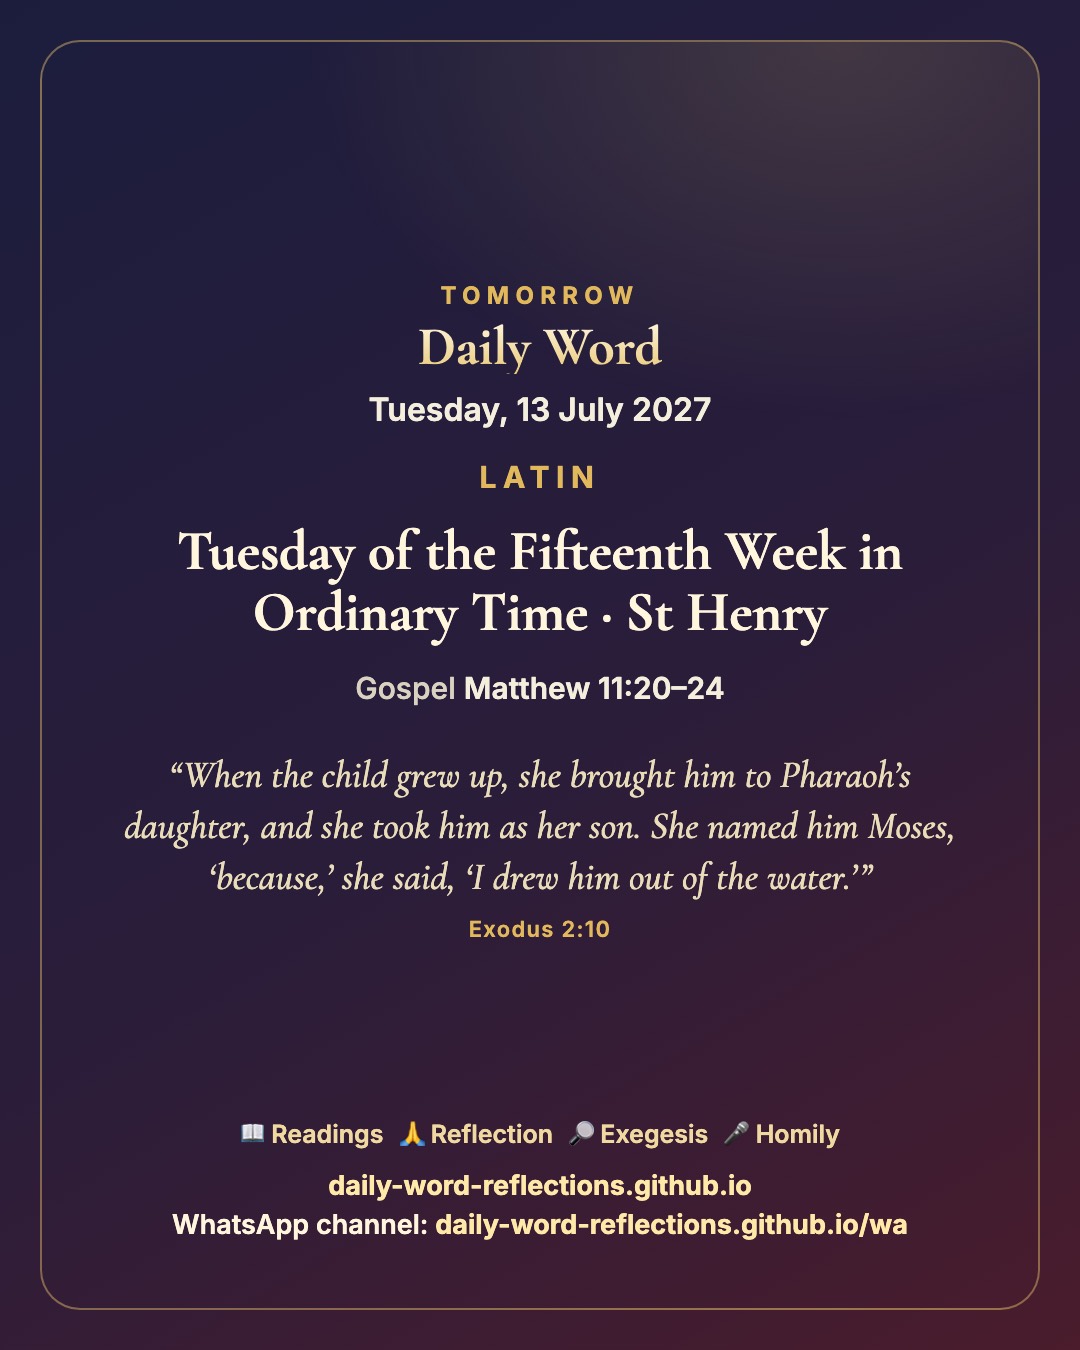 TOMORROW
Daily Word
Tuesday, 13 July 2027
LATIN
Tuesday of the Fifteenth Week in
Ordinary Time · St Henry
Gospel Matthew 11:20–24
“When the child grew up, she brought him to Pharaoh’s
daughter, and she took him as her son. She named him Moses,
‘because,’ she said, ‘I drew him out of the water.’”
Exodus 2:10
📖 Readings 🙏 Reflection 🔎 Exegesis 🎤 Homily
daily-word-reflections.github.io
WhatsApp channel: daily-word-reflections.github.io/wa